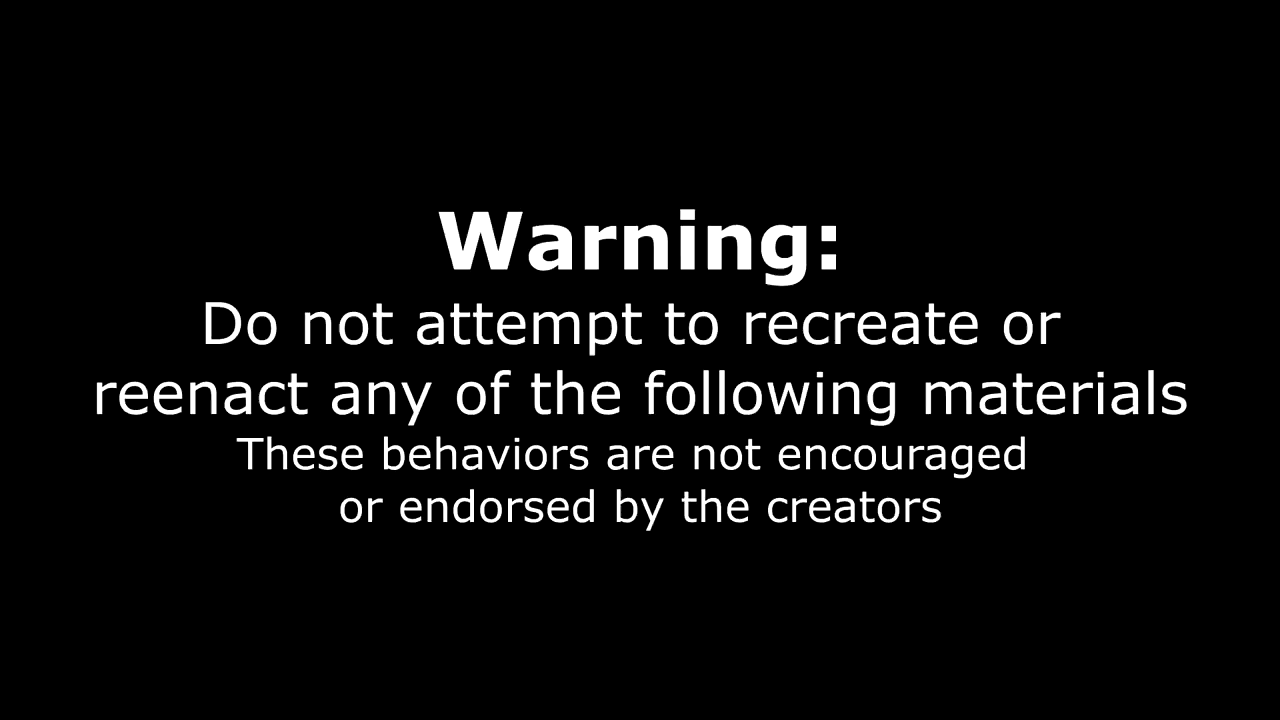 Warning:
Do not attempt to recreate or
reenact any of the following materials
These behaviors are not encouraged
or endorsed by the creators